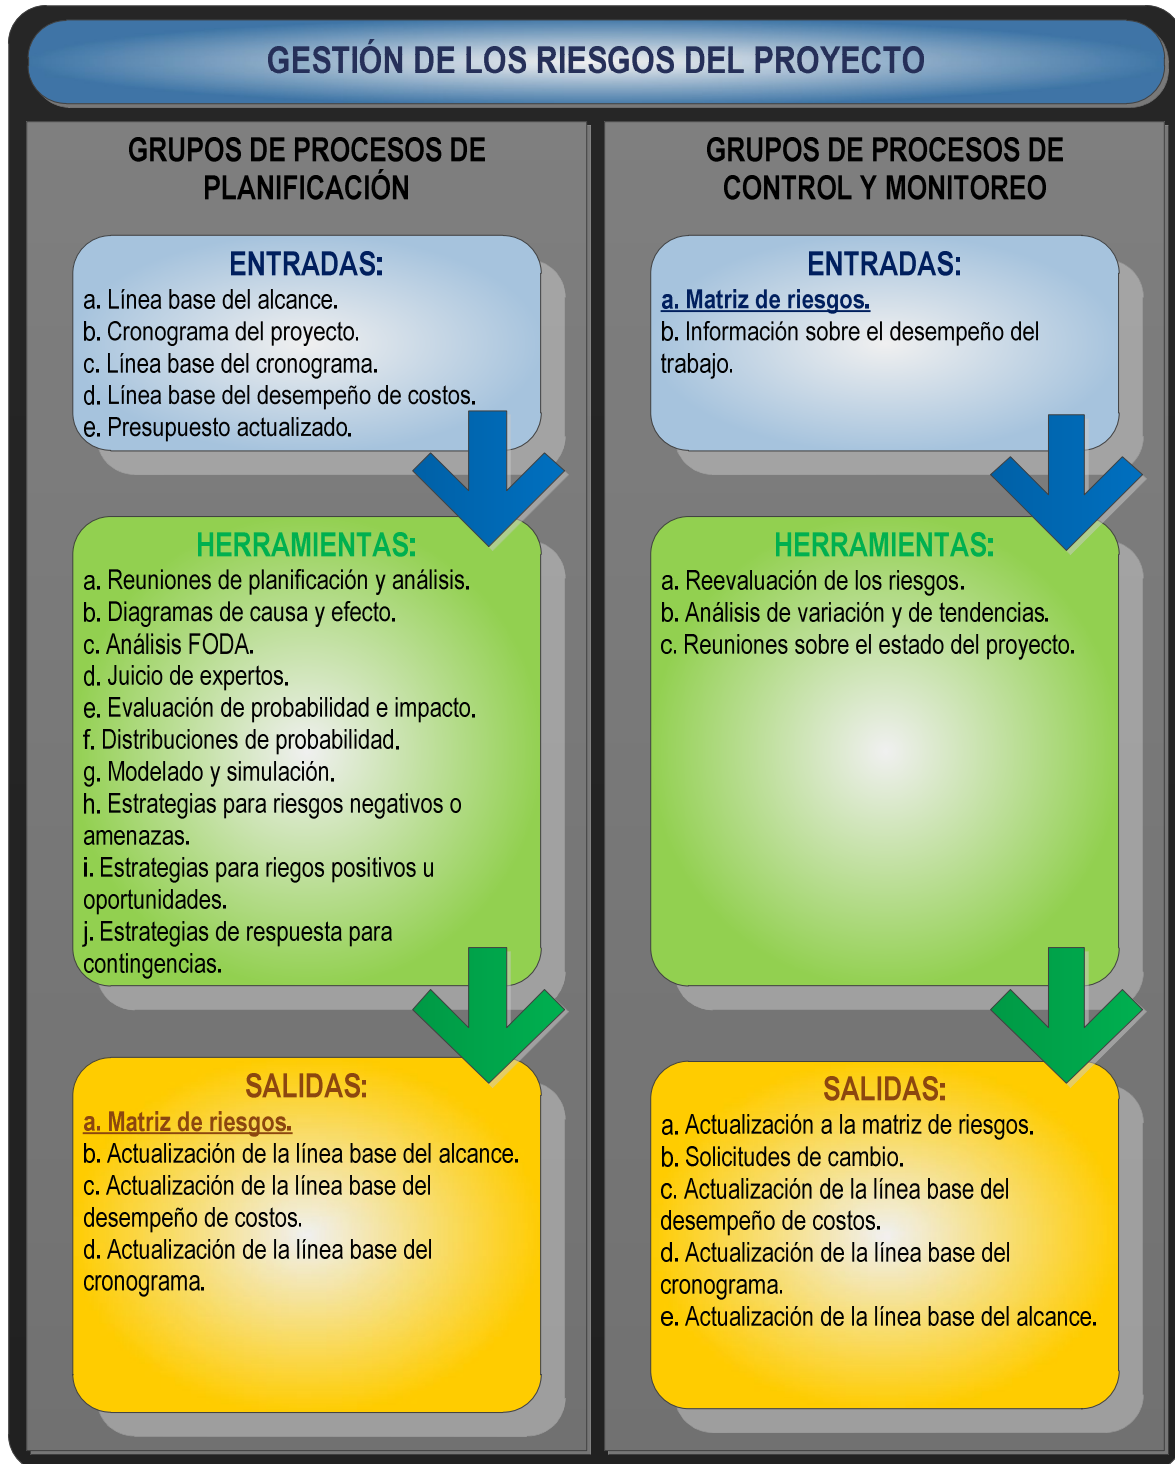 GESTIÓN DE LOS RIESGOS DEL PROYECTO
GRUPOS DE PROCESOS DE
PLANIFICACIÓN
ENTRADAS:
a. Línea base del alcance.
b. Cronograma del proyecto.
c. Línea base del cronograma.
d. Línea base del desempeño de costos.
e. Presupuesto actualizado.
HERRAMIENTAS:
a. Reuniones de planificación y análisis.
b. Diagramas de causa y efecto.
c. Análisis FODA.
d. Juicio de expertos.
e. Evaluación de probabilidad e impacto.
f. Distribuciones de probabilidad.
g. Modelado y simulación.
h. Estrategias para riesgos negativos o
amenazas.
i. Estrategias para riegos positivos u
oportunidades.
j. Estrategias de respuesta para
contingencias.
SALIDAS:
a. Matriz de riesgos.
b. Actualización de la línea base del alcance.
c. Actualización de la línea base del
desempeño de costos.
d. Actualización de la línea base del
cronograma.
GRUPOS DE PROCESOS DE
CONTROL Y MONITOREO
ENTRADAS:
a. Matriz de riesgos.
b. Información sobre el desempeño del
trabajo.
HERRAMIENTAS:
a. Reevaluación de los riesgos.
b. Análisis de variación y de tendencias.
c. Reuniones sobre el estado del proyecto.
SALIDAS:
a. Actualización a la matriz de riesgos.
b. Solicitudes de cambio.
c. Actualización de la línea base del
desempeño de costos.
d. Actualización de la línea base del
cronograma.
e. Actualización de la línea base del alcance.